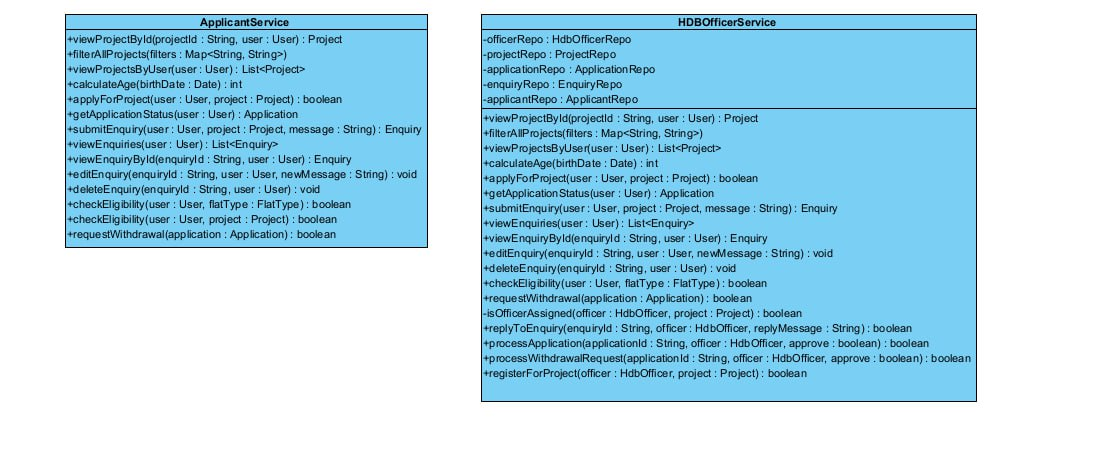 ApplicantService
+viewProjectById(projectId : String, user : User) : Project
+filterAllProjects(filters : Map<String, String>)
+viewProjectsByUser(user : User) : List<Project>
+calculateAge(birthDate : Date) : int
+applyForProject(user : User, project : Project) : boolean
+getApplicationStatus(user : User) : Application
+submitEnquiry(user : User, project : Project, message : String) : Enquiry
+viewEnquiries(user : User) : List<Enquiry>
+viewEnquiryById(enquiryId : String, user : User) : Enquiry
+editEnquiry(enquiryId : String, user : User, newMessage : String) : void
+deleteEnquiry(enquiryId : String, user : User) : void
+checkEligibility(user : User, flatType : FlatType) : boolean
+checkEligibility(user : User, project : Project) : boolean
+requestWithdrawal(application : Application) : boolean
HDBOfficerService
-officerRepo : HdbOfficerRepo
-projectRepo : ProjectRepo
-applicationRepo : ApplicationRepo
-enquiryRepo : EnquiryRepo
-applicantRepo : ApplicantRepo
+viewProjectById(projectId : String, user : User) : Project
+filterAllProjects(filters : Map<String, String>)
+viewProjectsByUser(user : User) : List<Project>
+calculateAge(birthDate : Date) : int
+applyForProject(user : User, project : Project) : boolean
+getApplicationStatus(user : User) : Application
+submitEnquiry(user : User, project : Project, message : String) : Enquiry
+viewEnquiries(user : User) : List<Enquiry>
+viewEnquiryById(enquiryId : String, user : User) : Enquiry
+editEnquiry(enquiryId : String, user : User, newMessage : String) : void
+deleteEnquiry(enquiryId : String, user : User) : void
+checkEligibility(user : User, flatType : FlatType) : boolean
+requestWithdrawal(application : Application) : boolean
-isOfficerAssigned(officer : HdbOfficer, project : Project) : boolean
+replyToEnquiry(enquiryId : String, officer : HdbOfficer, replyMessage : String) : boolean
+processApplication(applicationId : String, officer : HdbOfficer, approve : boolean) : boolean
+processWithdrawalRequest(applicationId : String, officer : HdbOfficer, approve : boolean) : boolean
+registerForProject(officer : HdbOfficer, project : Project) : boolean